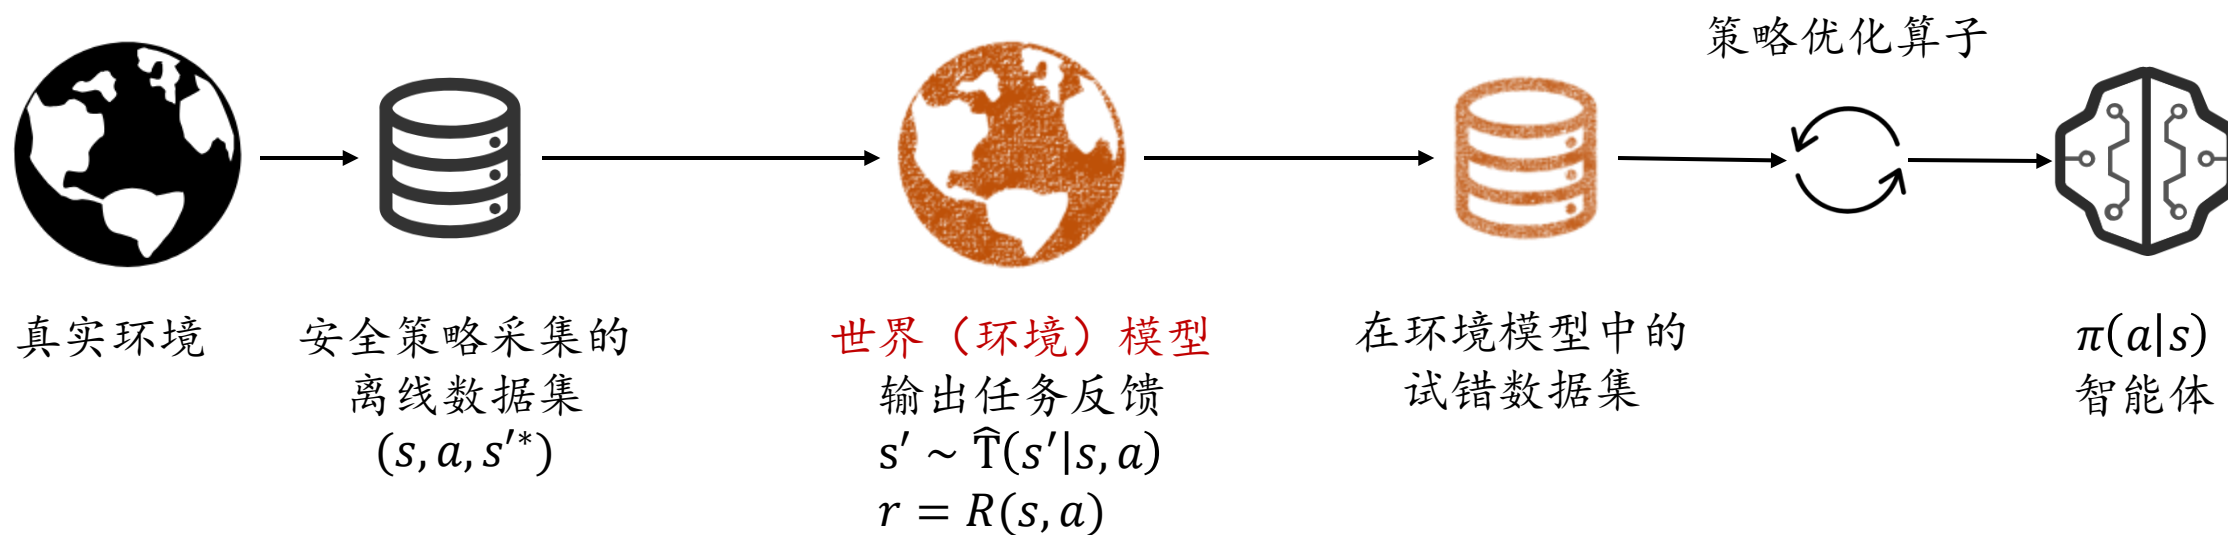 策略优化算子
真实环境
安全策略采集的
离线数据集
(s, a, s′*)
世界（环境）模型
输出任务反馈
s′ ~ T̂(s′|s, a)
r = R(s, a)
在环境模型中的
试错数据集
π(a|s)
智能体